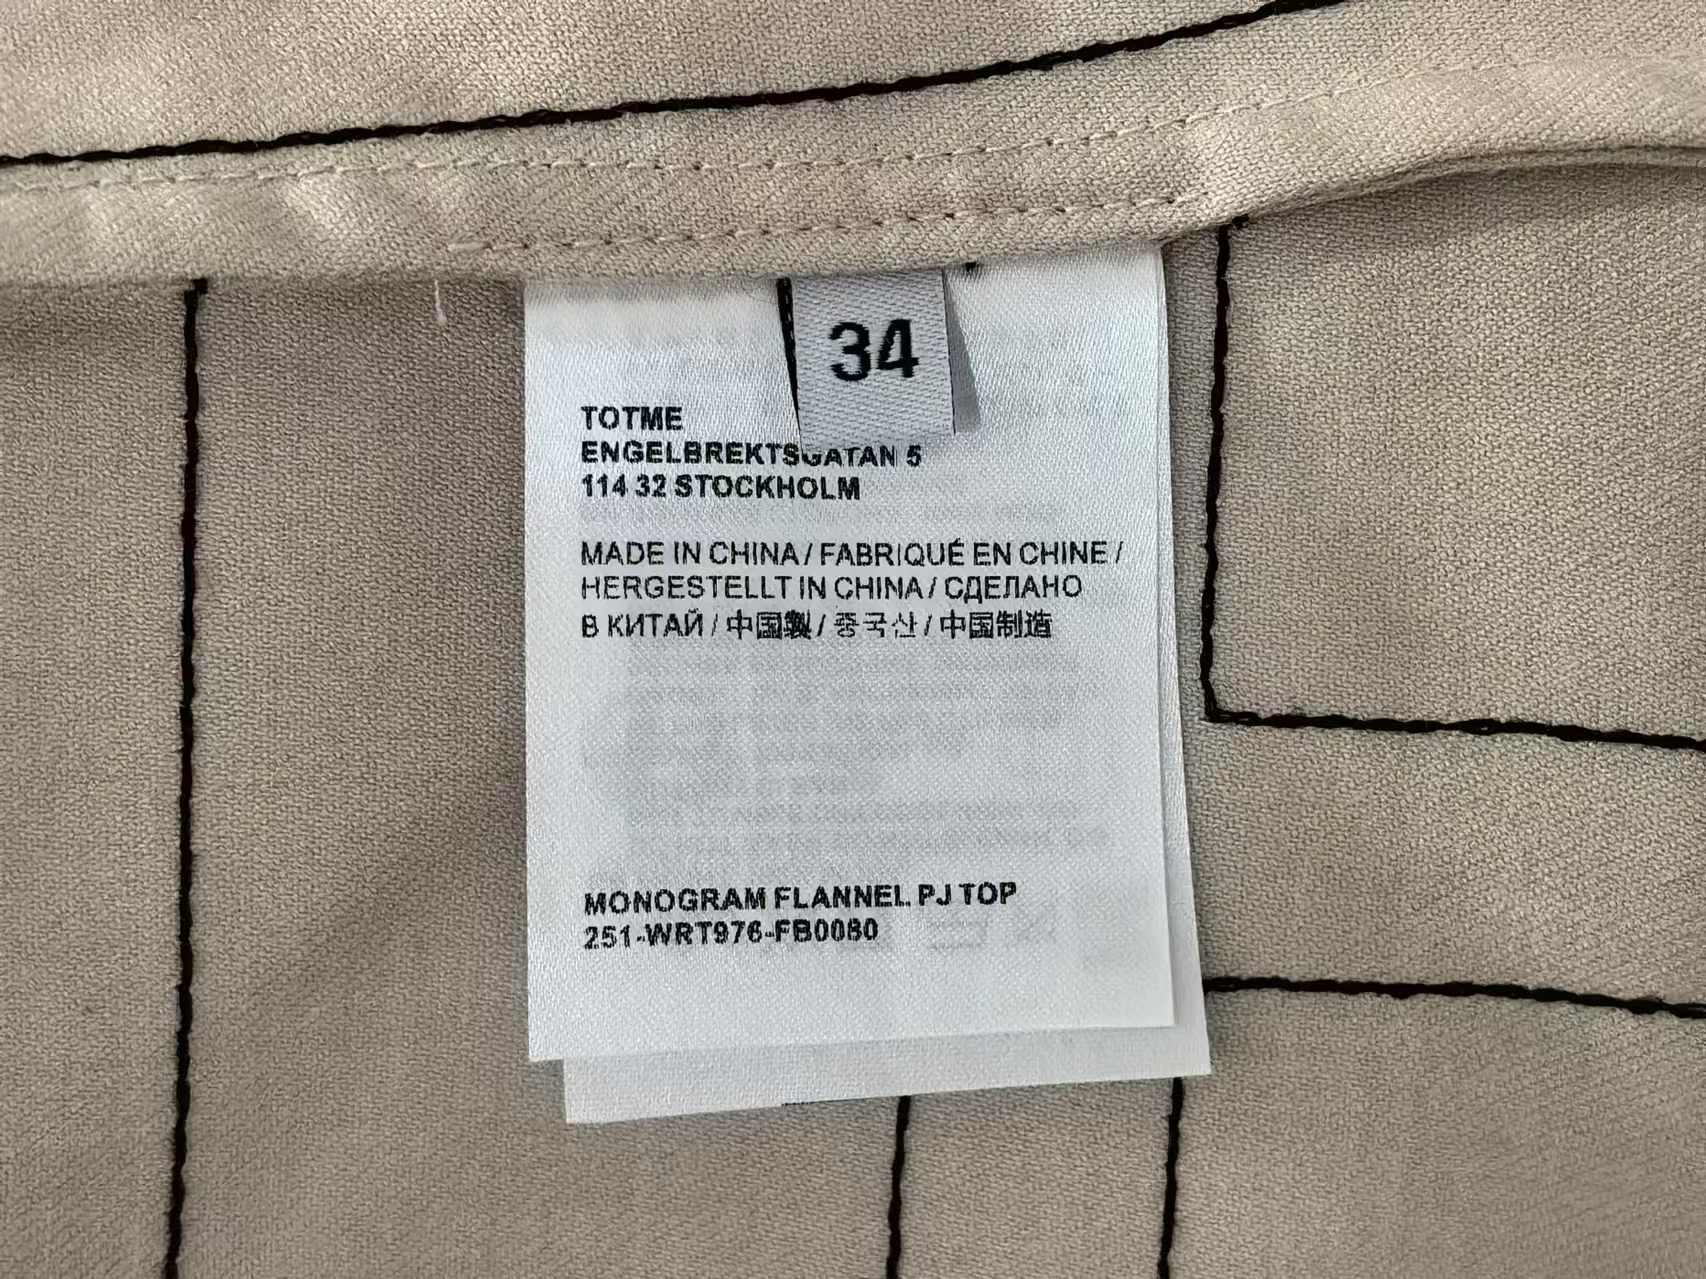 34
TOTME
ENGELBREKTSGATAN 5
114 32 STOCKHOLM
MADE IN CHINA / FABRIQUÉ EN CHINE /
HERGESTELLT IN CHINA / СДЕЛАНО
В КИТАЙ / 中国製 / 중국산 / 中国制造
MONOGRAM FLANNEL PJ TOP
251-WRT976-FB0080